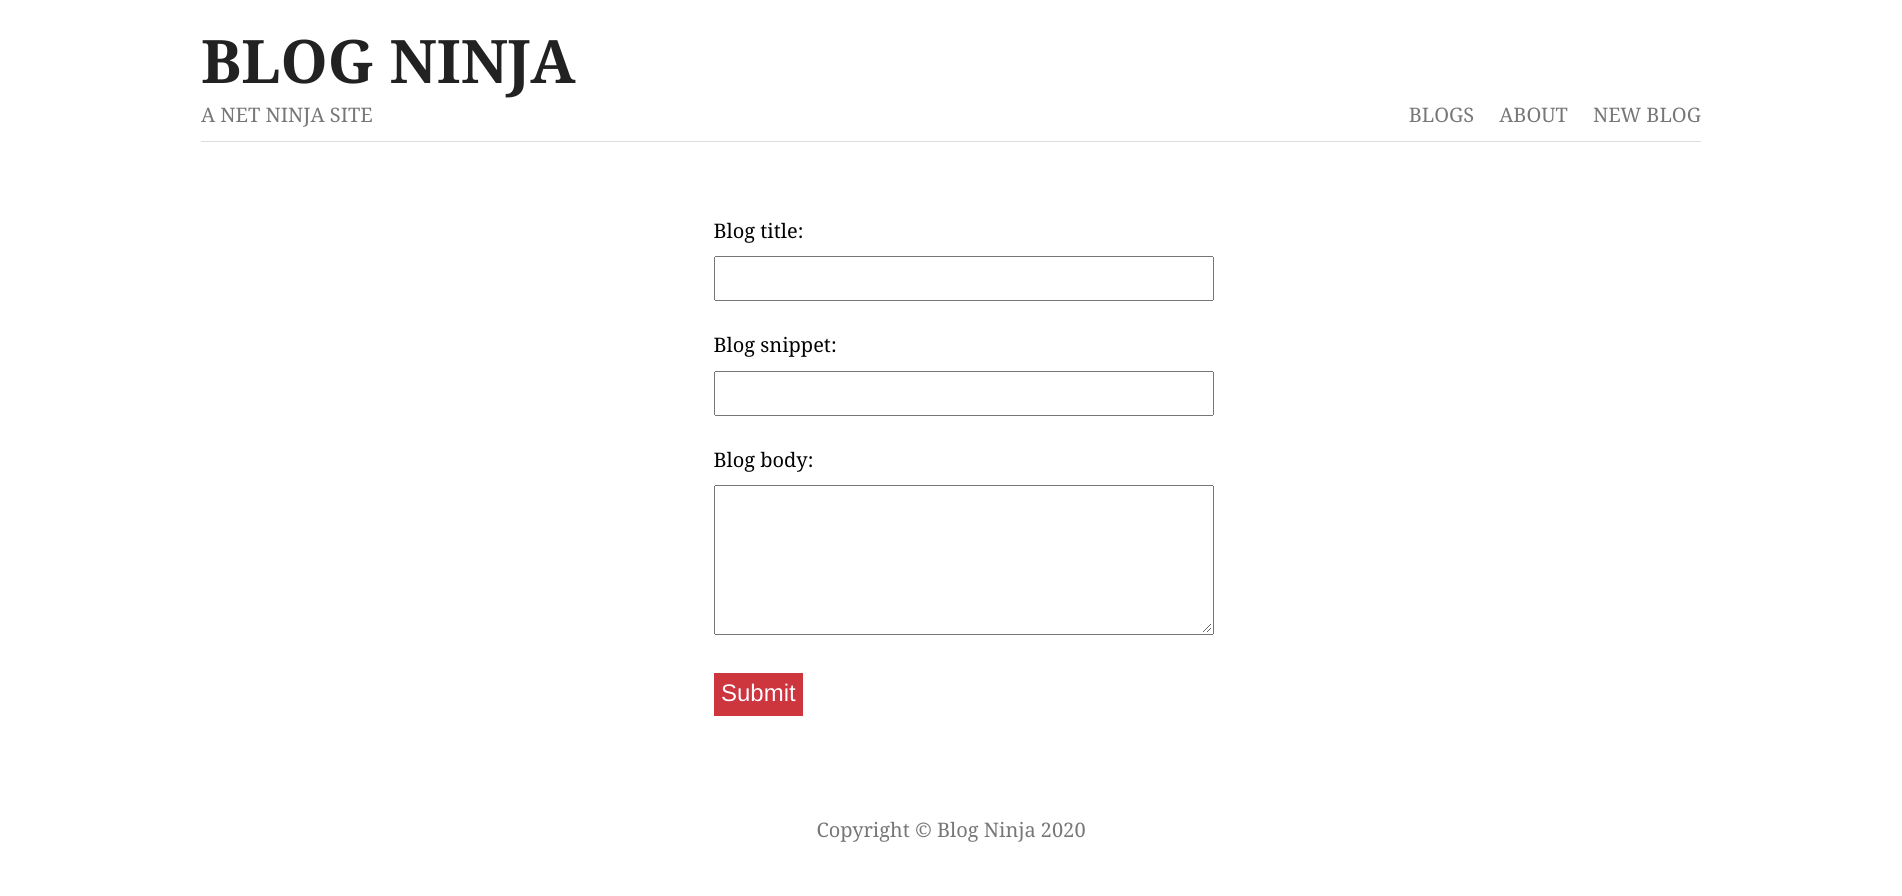 BLOG NINJA
A NET NINJA SITE
BLOGS ABOUT NEW BLOG
Blog title:
Blog snippet:
Blog body:
Submit
Copyright © Blog Ninja 2020